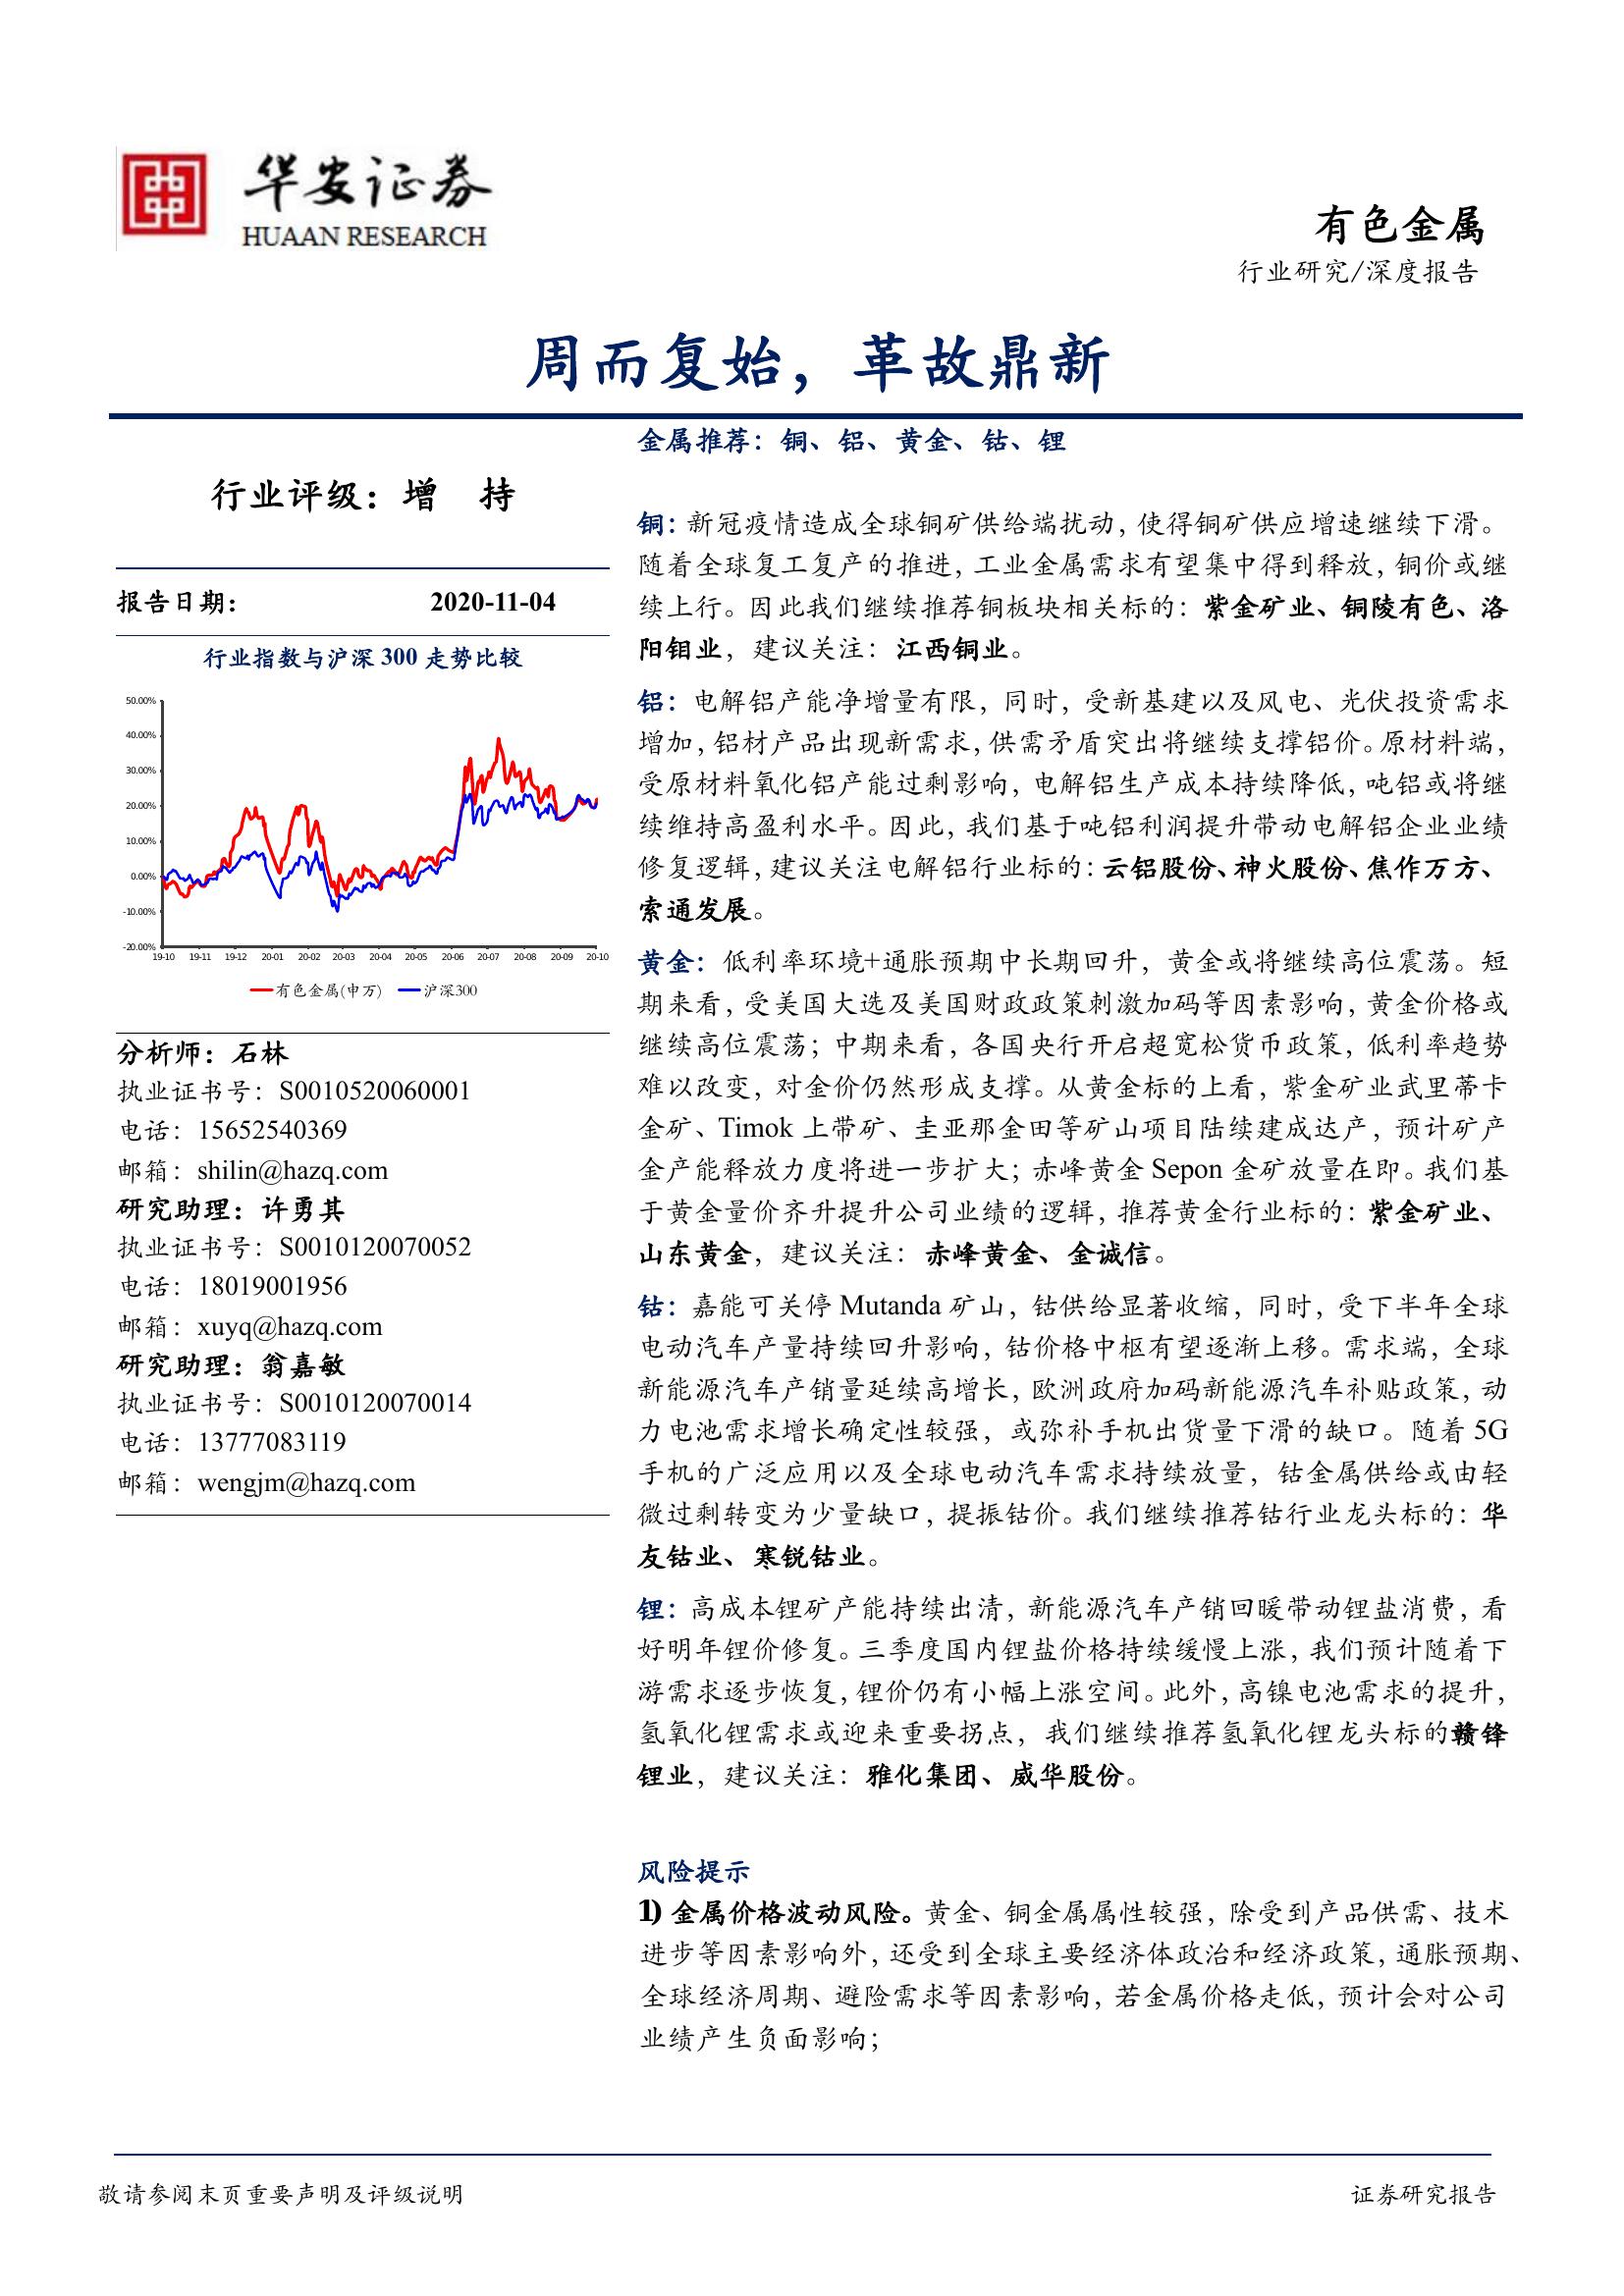 华安证券
HUAAN RESEARCH
有色金属
行业研究/深度报告
周而复始，革故鼎新
金属推荐：铜、铝、黄金、钴、锂
行业评级：增 持
报告日期： 2020-11-04
行业指数与沪深 300 走势比较
50.00%
40.00%
30.00%
20.00%
10.00%
0.00%
-10.00%
-20.00%
19-10 19-11 19-12 20-01 20-02 20-03 20-04 20-05 20-06 20-07 20-08 20-09 20-10
有色金属(申万) 沪深300
分析师：石林
执业证书号：S0010520060001
电话：15652540369
邮箱：shilin@hazq.com
研究助理：许勇其
执业证书号：S0010120070052
电话：18019001956
邮箱：xuyq@hazq.com
研究助理：翁嘉敏
执业证书号：S0010120070014
电话：13777083119
邮箱：wengjm@hazq.com
铜：新冠疫情造成全球铜矿供给端扰动，使得铜矿供应增速继续下滑。
随着全球复工复产的推进，工业金属需求有望集中得到释放，铜价或继
续上行。因此我们继续推荐铜板块相关标的：紫金矿业、铜陵有色、洛
阳钼业，建议关注：江西铜业。
铝：电解铝产能净增量有限，同时，受新基建以及风电、光伏投资需求
增加，铝材产品出现新需求，供需矛盾突出将继续支撑铝价。原材料端，
受原材料氧化铝产能过剩影响，电解铝生产成本持续降低，吨铝或将继
续维持高盈利水平。因此，我们基于吨铝利润提升带动电解铝企业业绩
修复逻辑，建议关注电解铝行业标的：云铝股份、神火股份、焦作万方、
索通发展。
黄金：低利率环境+通胀预期中长期回升，黄金或将继续高位震荡。短
期来看，受美国大选及美国财政政策刺激加码等因素影响，黄金价格或
继续高位震荡；中期来看，各国央行开启超宽松货币政策，低利率趋势
难以改变，对金价仍然形成支撑。从黄金标的上看，紫金矿业武里蒂卡
金矿、Timok 上带矿、圭亚那金田等矿山项目陆续建成达产，预计矿产
金产能释放力度将进一步扩大；赤峰黄金 Sepon 金矿放量在即。我们基
于黄金量价齐升提升公司业绩的逻辑，推荐黄金行业标的：紫金矿业、
山东黄金，建议关注：赤峰黄金、金诚信。
钴：嘉能可关停 Mutanda 矿山，钴供给显著收缩，同时，受下半年全球
电动汽车产量持续回升影响，钴价格中枢有望逐渐上移。需求端，全球
新能源汽车产销量延续高增长，欧洲政府加码新能源汽车补贴政策，动
力电池需求增长确定性较强，或弥补手机出货量下滑的缺口。随着 5G
手机的广泛应用以及全球电动汽车需求持续放量，钴金属供给或由轻
微过剩转变为少量缺口，提振钴价。我们继续推荐钴行业龙头标的：华
友钴业、寒锐钴业。
锂：高成本锂矿产能持续出清，新能源汽车产销回暖带动锂盐消费，看
好明年锂价修复。三季度国内锂盐价格持续缓慢上涨，我们预计随着下
游需求逐步恢复，锂价仍有小幅上涨空间。此外，高镍电池需求的提升，
氢氧化锂需求或迎来重要拐点，我们继续推荐氢氧化锂龙头标的赣锋
锂业，建议关注：雅化集团、威华股份。
风险提示
1) 金属价格波动风险。黄金、铜金属属性较强，除受到产品供需、技术
进步等因素影响外，还受到全球主要经济体政治和经济政策，通胀预期、
全球经济周期、避险需求等因素影响，若金属价格走低，预计会对公司
业绩产生负面影响；
敬请参阅末页重要声明及评级说明
证券研究报告